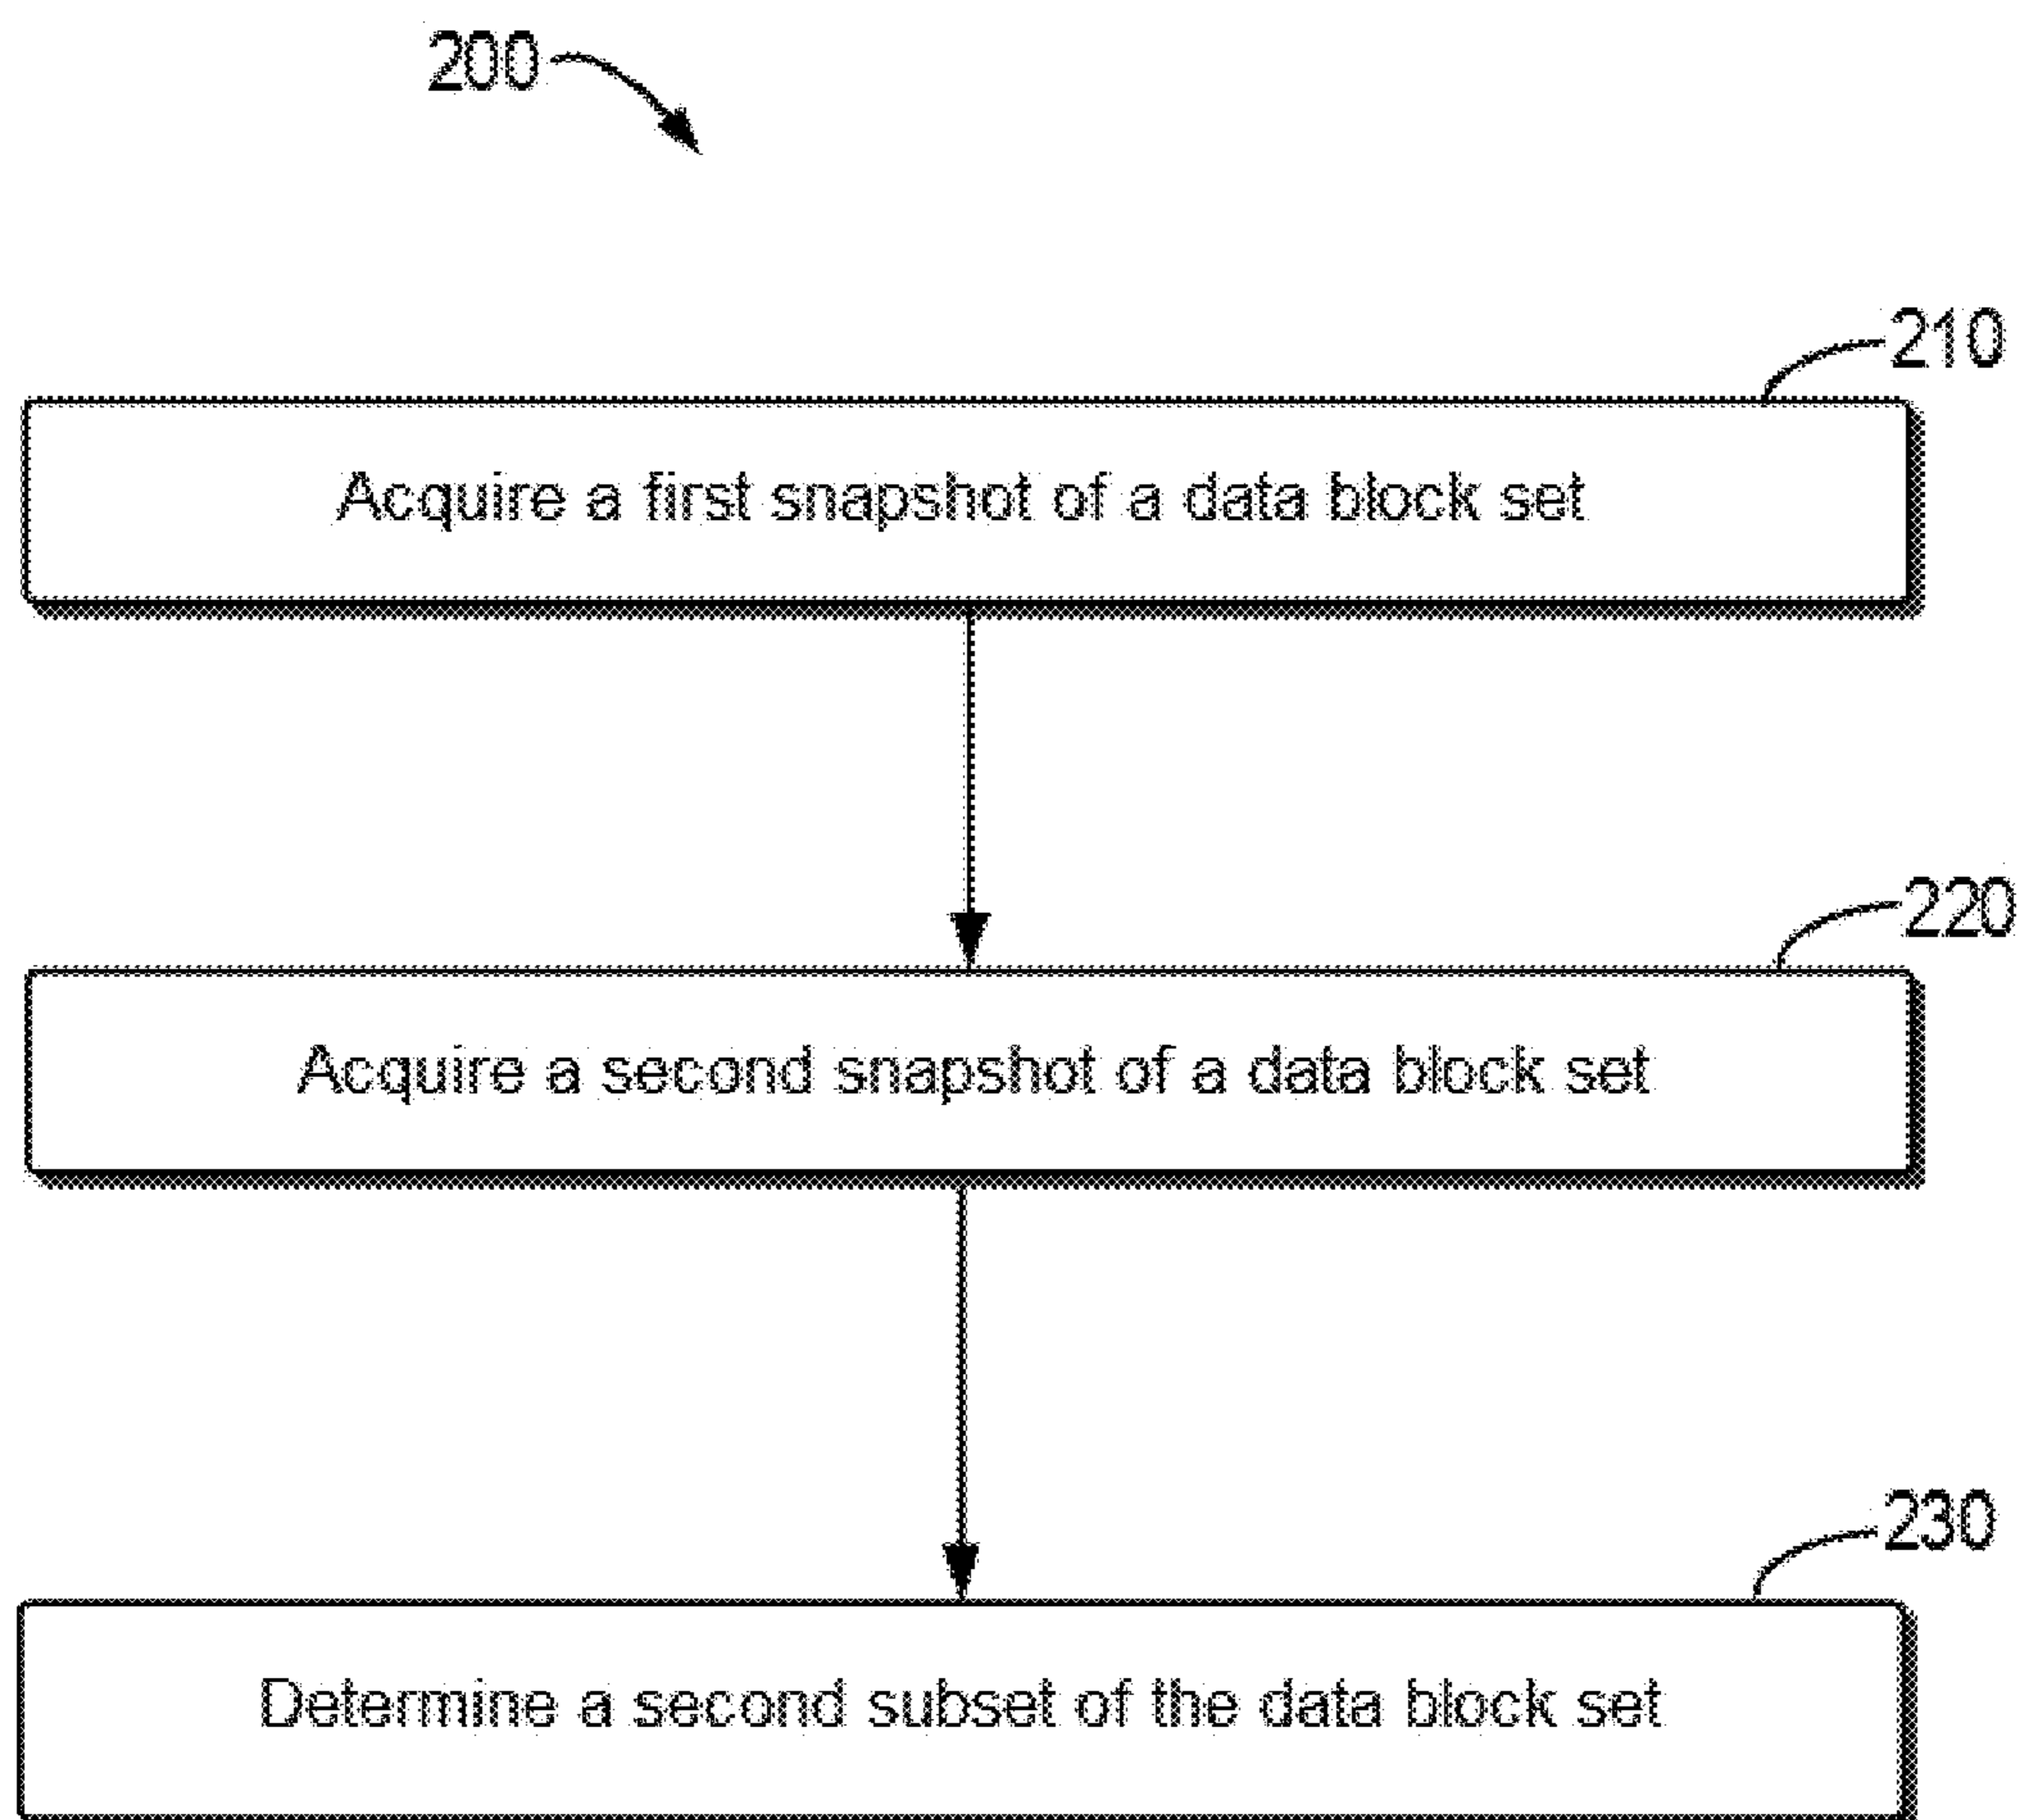 200
210
Acquire a first snapshot of a data block set
220
Acquire a second snapshot of a data block set
230
Determine a second subset of the data block set